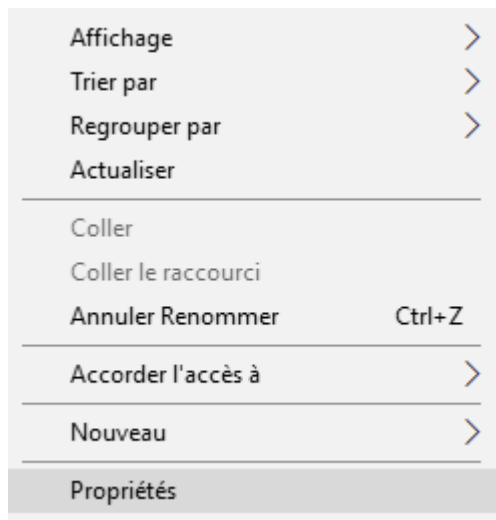 Affichage
Trier par
Regrouper par
Actualiser
Coller
Coller le raccourci
Annuler Renommer Ctrl+Z
Accorder l'accès à
Nouveau
Propriétés